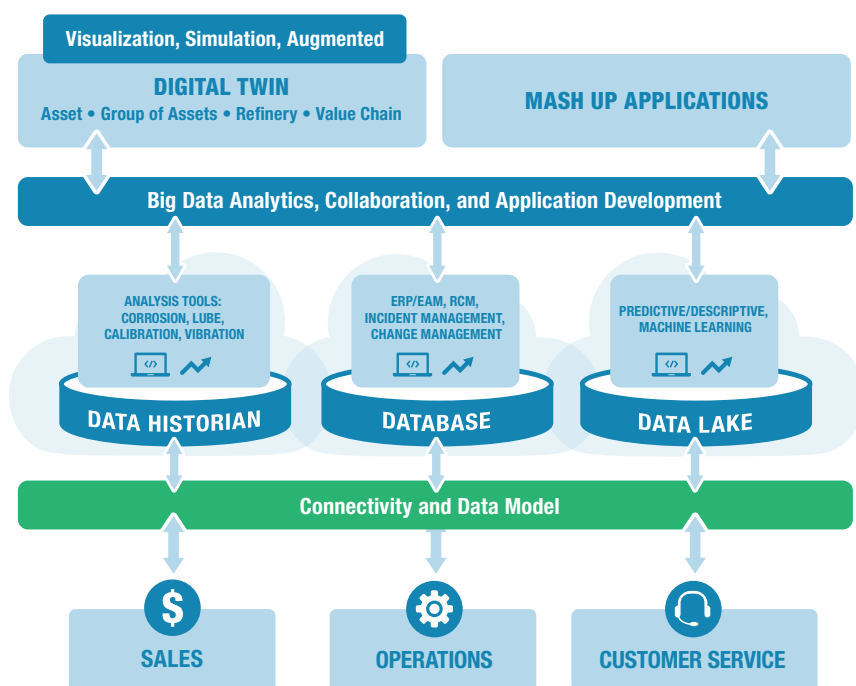 Visualization, Simulation, Augmented
DIGITAL TWIN
Asset • Group of Assets • Refinery • Value Chain
MASH UP APPLICATIONS
Big Data Analytics, Collaboration, and Application Development
ANALYSIS TOOLS:
CORROSION, LUBE,
CALIBRATION, VIBRATION
</>
DATA HISTORIAN
ERP/EAM, RCM,
INCIDENT MANAGEMENT,
CHANGE MANAGEMENT
</>
DATABASE
PREDICTIVE/DESCRIPTIVE,
MACHINE LEARNING
</>
DATA LAKE
Connectivity and Data Model
$
SALES
OPERATIONS
CUSTOMER SERVICE